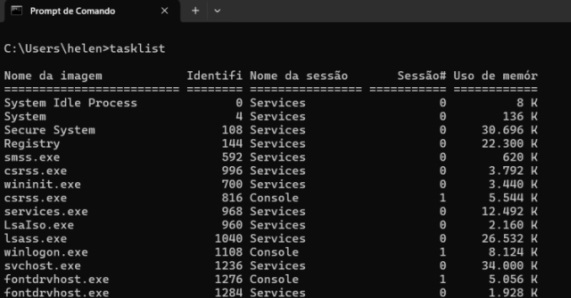 Prompt de Comando
C:\Users\helen>tasklist
Nome da imagem Identifi Nome da sessão Sessão# Uso de memór
========================= ======== ================ =========== ============
System Idle Process 0 Services 0 8 K
System 4 Services 0 136 K
Secure System 108 Services 0 30.696 K
Registry 144 Services 0 22.300 K
smss.exe 592 Services 0 620 K
csrss.exe 996 Services 0 3.792 K
wininit.exe 700 Services 0 3.440 K
csrss.exe 816 Console 1 5.544 K
services.exe 968 Services 0 12.492 K
LsaIso.exe 960 Services 0 2.160 K
lsass.exe 1040 Services 0 26.532 K
winlogon.exe 1108 Console 1 8.124 K
svchost.exe 1236 Services 0 34.000 K
fontdrvhost.exe 1276 Console 1 5.056 K
fontdrvhost.exe 1284 Services 0 1.928 K